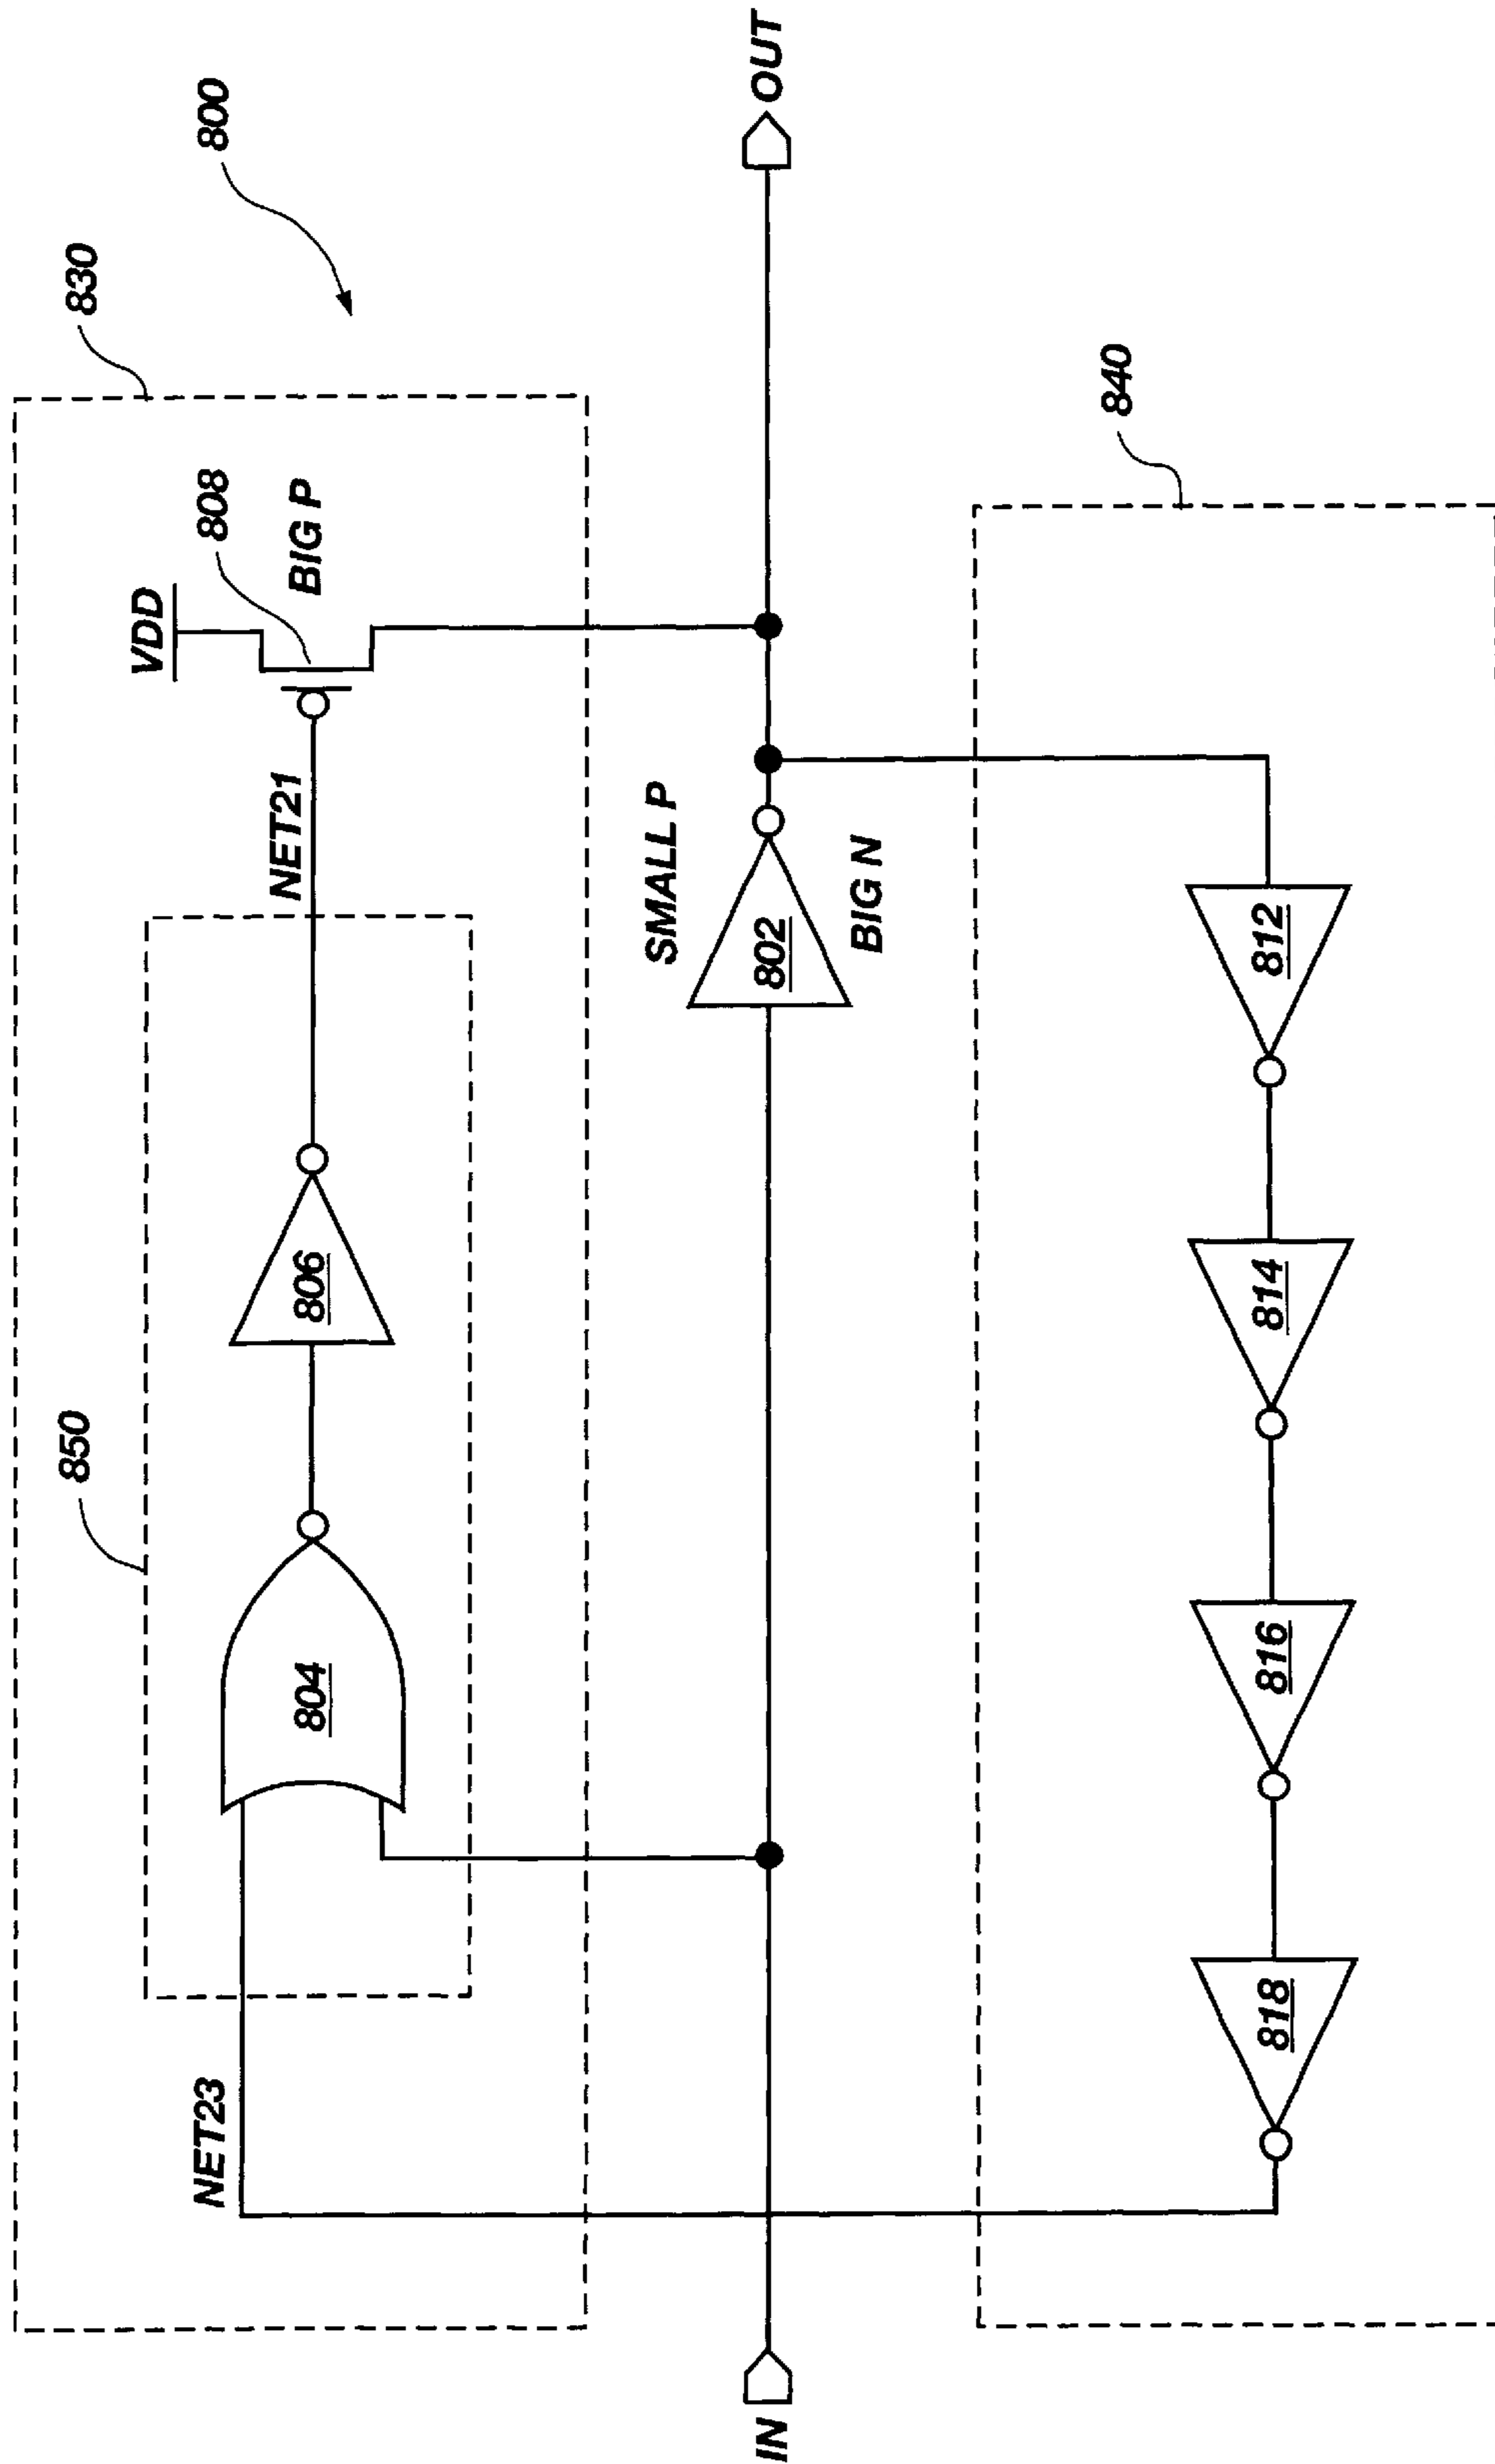 800
830
850
VDD
808
BIG P
NET21
806
804
NET23
SMALL P
802
BIG N
IN
OUT
840
812
814
816
818